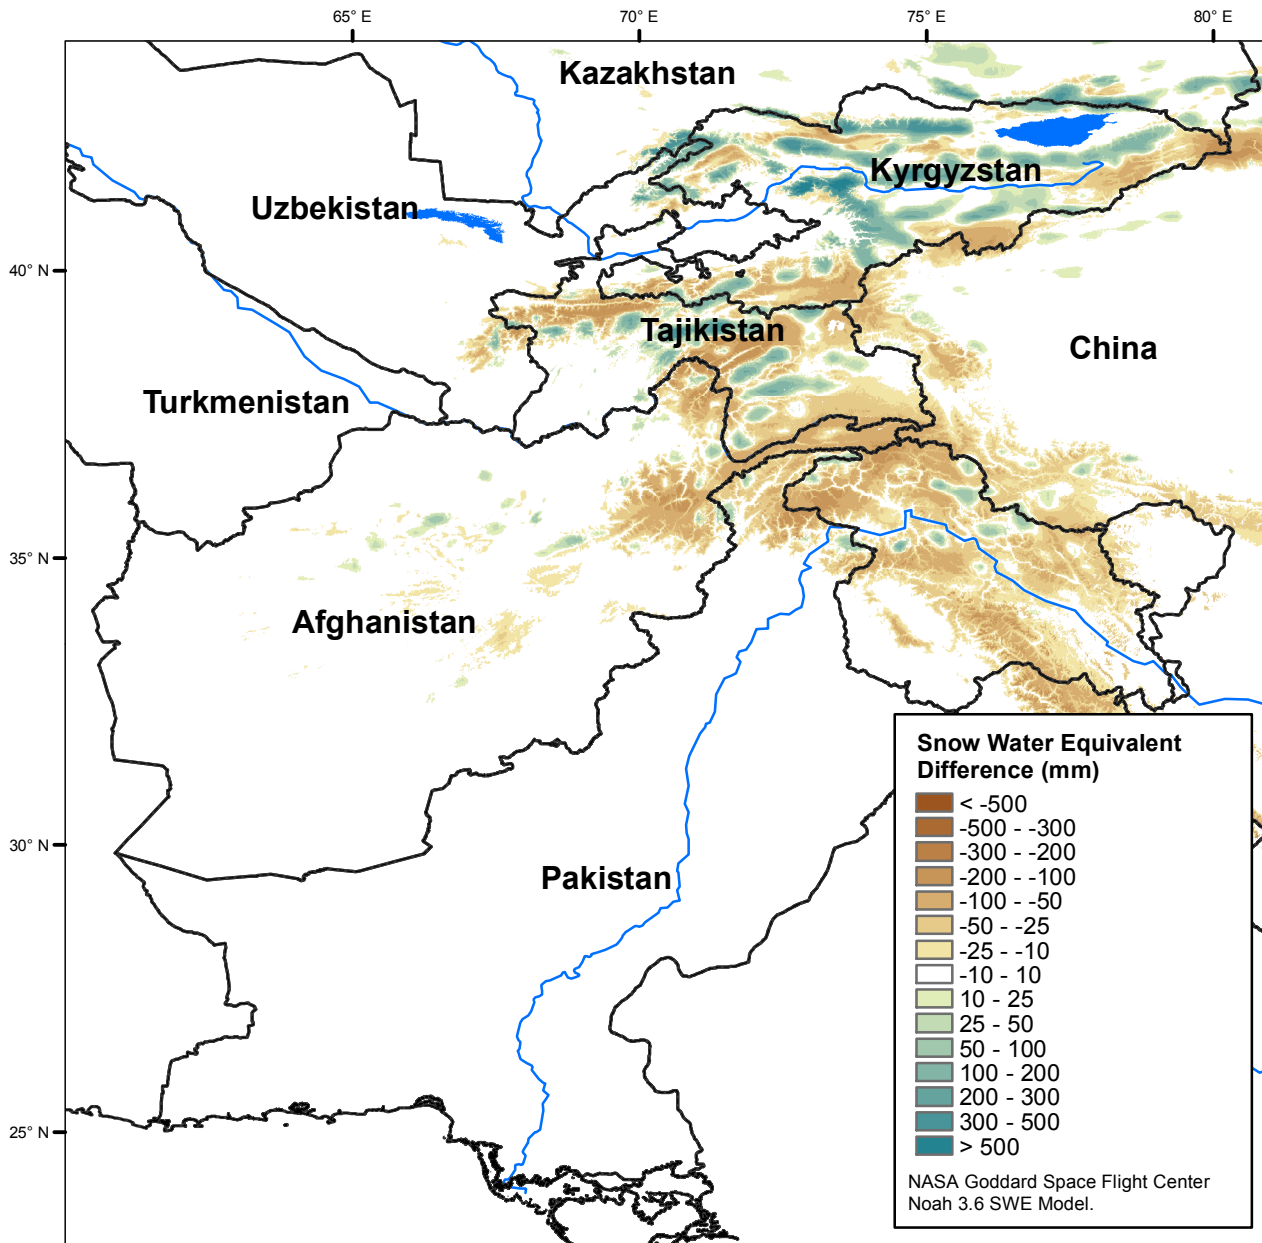 65° E
70° E
75° E
80° E
Kazakhstan
Kyrgyzstan
Uzbekistan
40° N
Tajikistan
China
Turkmenistan
35° N
Afghanistan
30° N
Pakistan
25° N
Snow Water Equivalent
Difference (mm)
< -500
-500 - -300
-300 - -200
-200 - -100
-100 - -50
-50 - -25
-25 - -10
-10 - 10
10 - 25
25 - 50
50 - 100
100 - 200
200 - 300
300 - 500
> 500
NASA Goddard Space Flight Center
Noah 3.6 SWE Model.